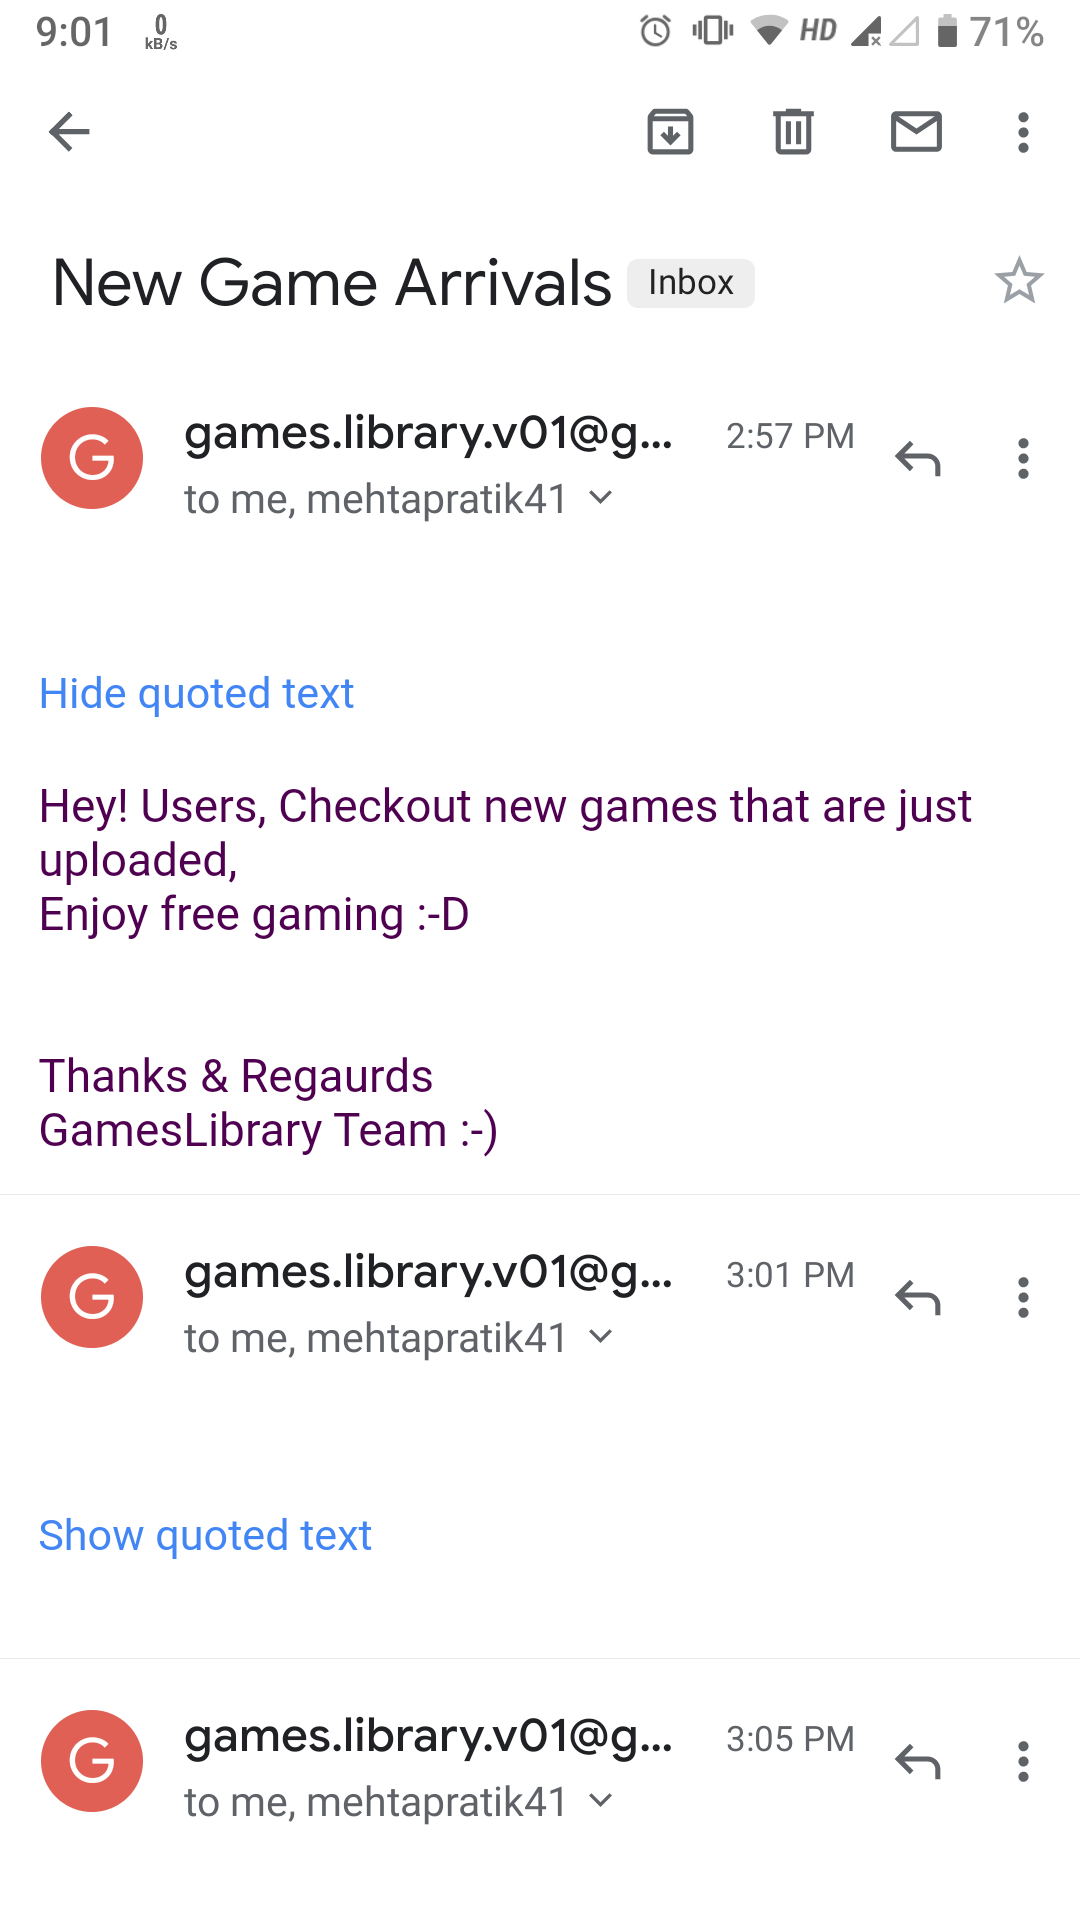 9:01 0 kB/s HD 71%
New Game Arrivals Inbox
G games.library.v01@g... 2:57 PM
to me, mehtapratik41
Hide quoted text
Hey! Users, Checkout new games that are just
uploaded,
Enjoy free gaming :-D
Thanks & Regaurds
GamesLibrary Team :-)
G games.library.v01@g... 3:01 PM
to me, mehtapratik41
Show quoted text
G games.library.v01@g... 3:05 PM
to me, mehtapratik41